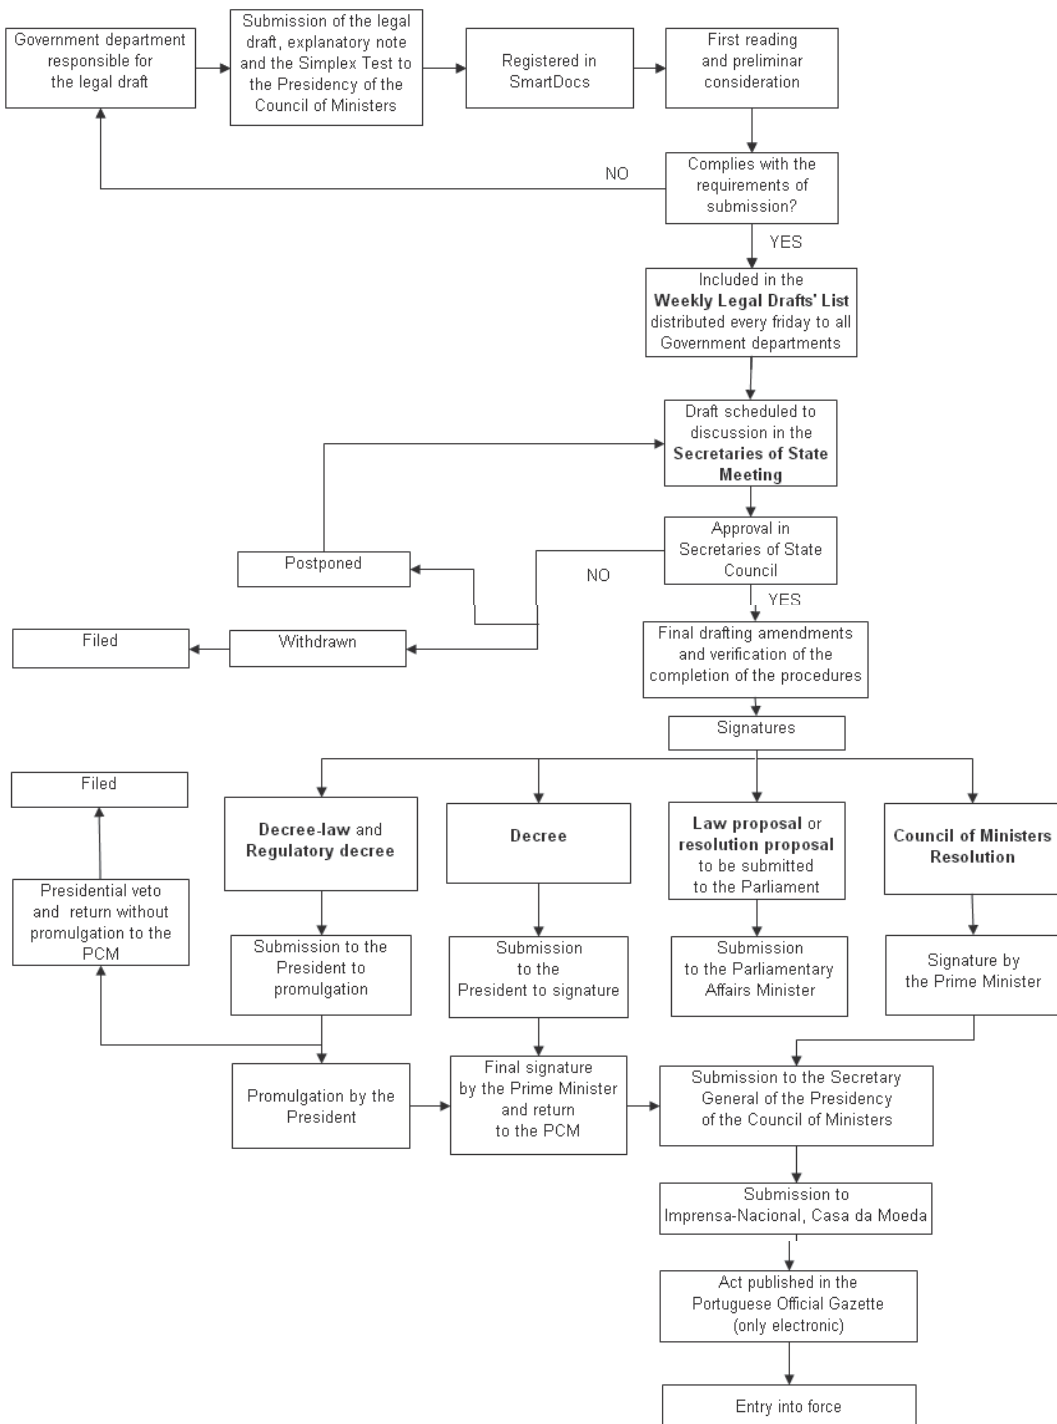 Government department
responsible for
the legal draft
Submission of the legal
draft, explanatory note
and the Simplex Test to
the Presidency of the
Council of Ministers
Registered in
SmartDocs
First reading
and preliminar
consideration
NO
Complies with the
requirements of
submission?
YES
Included in the
Weekly Legal Drafts' List
distributed every friday to all
Government departments
Draft scheduled to
discussion in the
Secretaries of State
Meeting
Approval in
Secretaries of State
Council
Postponed
NO
YES
Filed
Withdrawn
Final drafting amendments
and verification of the
completion of the procedures
Signatures
Filed
Decree-law and
Regulatory decree
Decree
Law proposal or
resolution proposal
to be submitted
to the Parliament
Council of Ministers
Resolution
Presidential veto
and return without
promulgation to the
PCM
Submission to the
President to
promulgation
Submission
to the
President to signature
Submission
to the Parliamentary
Affairs Minister
Signature by
the Prime Minister
Promulgation by the
President
Final signature
by the Prime Minister
and return
to the PCM
Submission to the Secretary
General of the Presidency
of the Council of Ministers
Submission to
Imprensa-Nacional, Casa da Moeda
Act published in the
Portuguese Official Gazette
(only electronic)
Entry into force